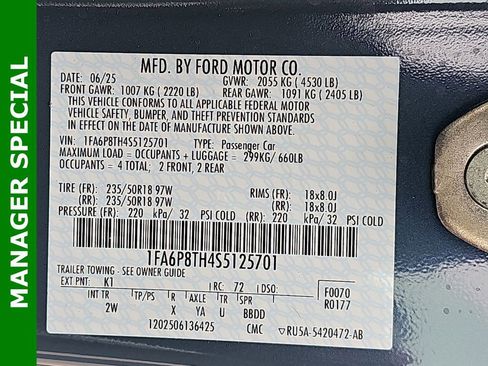 MANAGER SPECIAL
MFD. BY FORD MOTOR CO.
DATE: 06/25 GVWR: 2055 KG ( 4530 LB)
FRONT GAWR: 1007 KG ( 2220 LB) REAR GAWR: 1091 KG ( 2405 LB)
THIS VEHICLE CONFORMS TO ALL APPLICABLE FEDERAL MOTOR
VEHICLE SAFETY, BUMPER, AND THEFT PREVENTION STANDARDS
IN EFFECT ON THE DATE OF MANUFACTURE SHOWN ABOVE.
VIN: 1FA6P8TH4S5125701 TYPE: Passenger Car
MAXIMUM LOAD = OCCUPANTS + LUGGAGE = 299KG/ 660LB
OCCUPANTS = 4 TOTAL; 2 FRONT, 2 REAR
TIRE (FR): 235/50R18 97W RIMS (FR): 18x8.0J
(RR): 235/50R18 97W (RR): 18x8.0J
PRESSURE (FR): 220 kPa/ 32 PSI COLD (RR): 220 kPa/ 32 PSI COLD
1FA6P8TH4S5125701
TRAILER TOWING - SEE OWNER GUIDE
EXT PNT: K1 RC: 72 DSO: F0070
R0177
INT TR TP/PS R AXLE TR SPR
2W X YA U BBDD
1202506136425 CMC ▽RU5A-5420472-AB